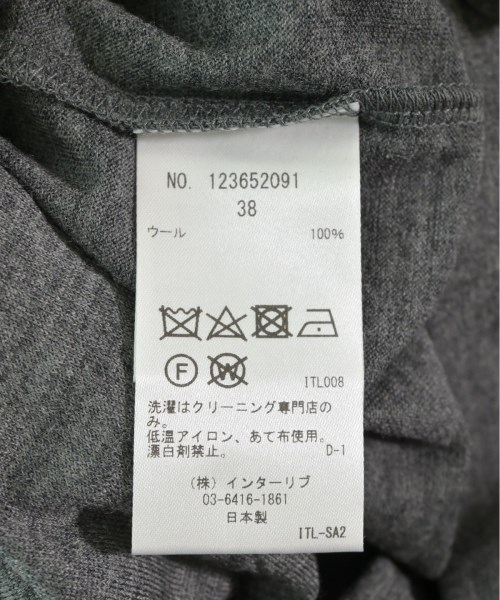 NO. 123652091
38
ウール 100%
F W
ITL008
洗濯はクリーニング専門店の
み。
低温アイロン、あて布使用。
漂白剤禁止。 D-1
(株) インターリブ
03-6416-1861
日本製
ITL-SA2